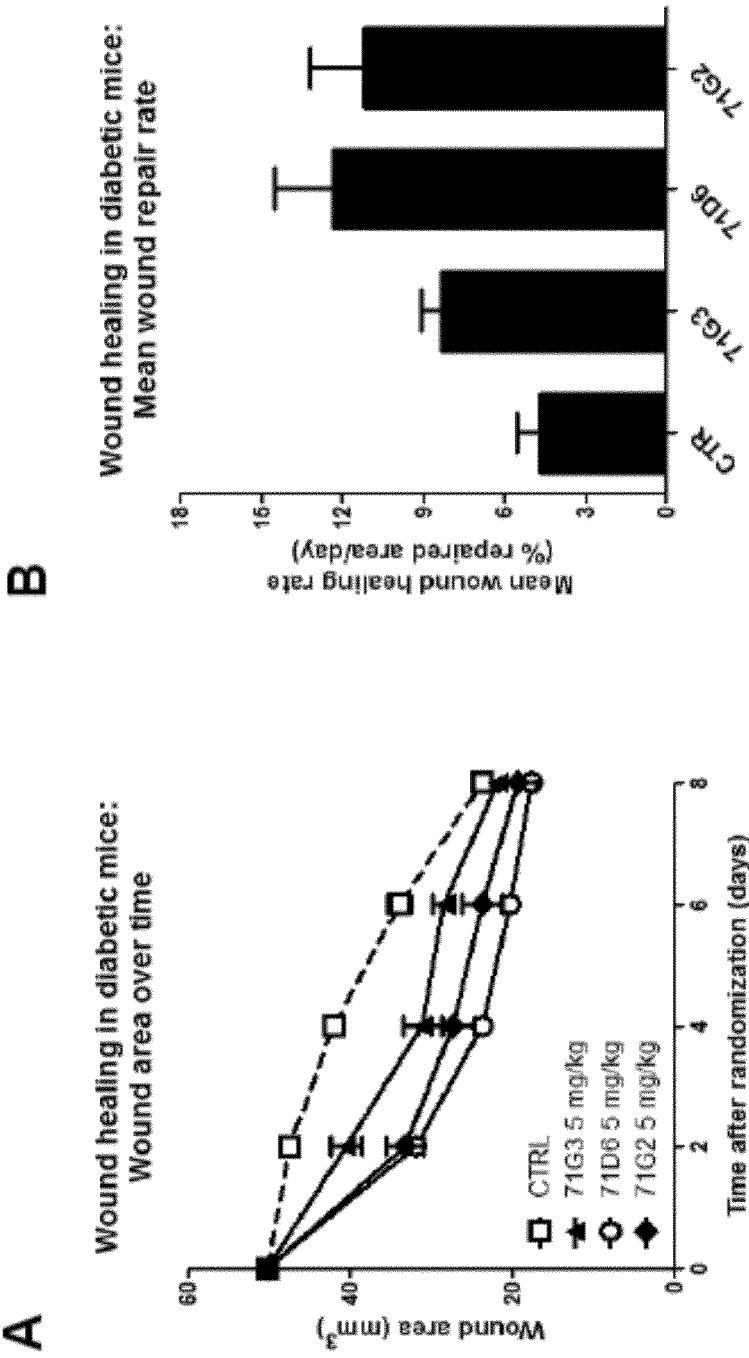 A
Wound healing in diabetic mice:
Wound area over time
Wound area (mm³)
60
40
20
0
0
2
4
6
8
Time after randomization (days)
CTRL
71G3 5 mg/kg
71D6 5 mg/kg
71G2 5 mg/kg
B
Wound healing in diabetic mice:
Mean wound repair rate
Mean wound healing rate
(% repaired area/day)
18
15
12
9
6
3
0
CTR
71G3
71D6
71G2